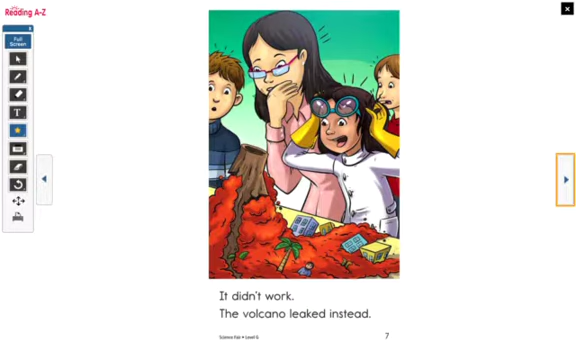 Reading A-Z
Full
Screen
T
It didn't work.
The volcano leaked instead.
Science Fair • Level G
7